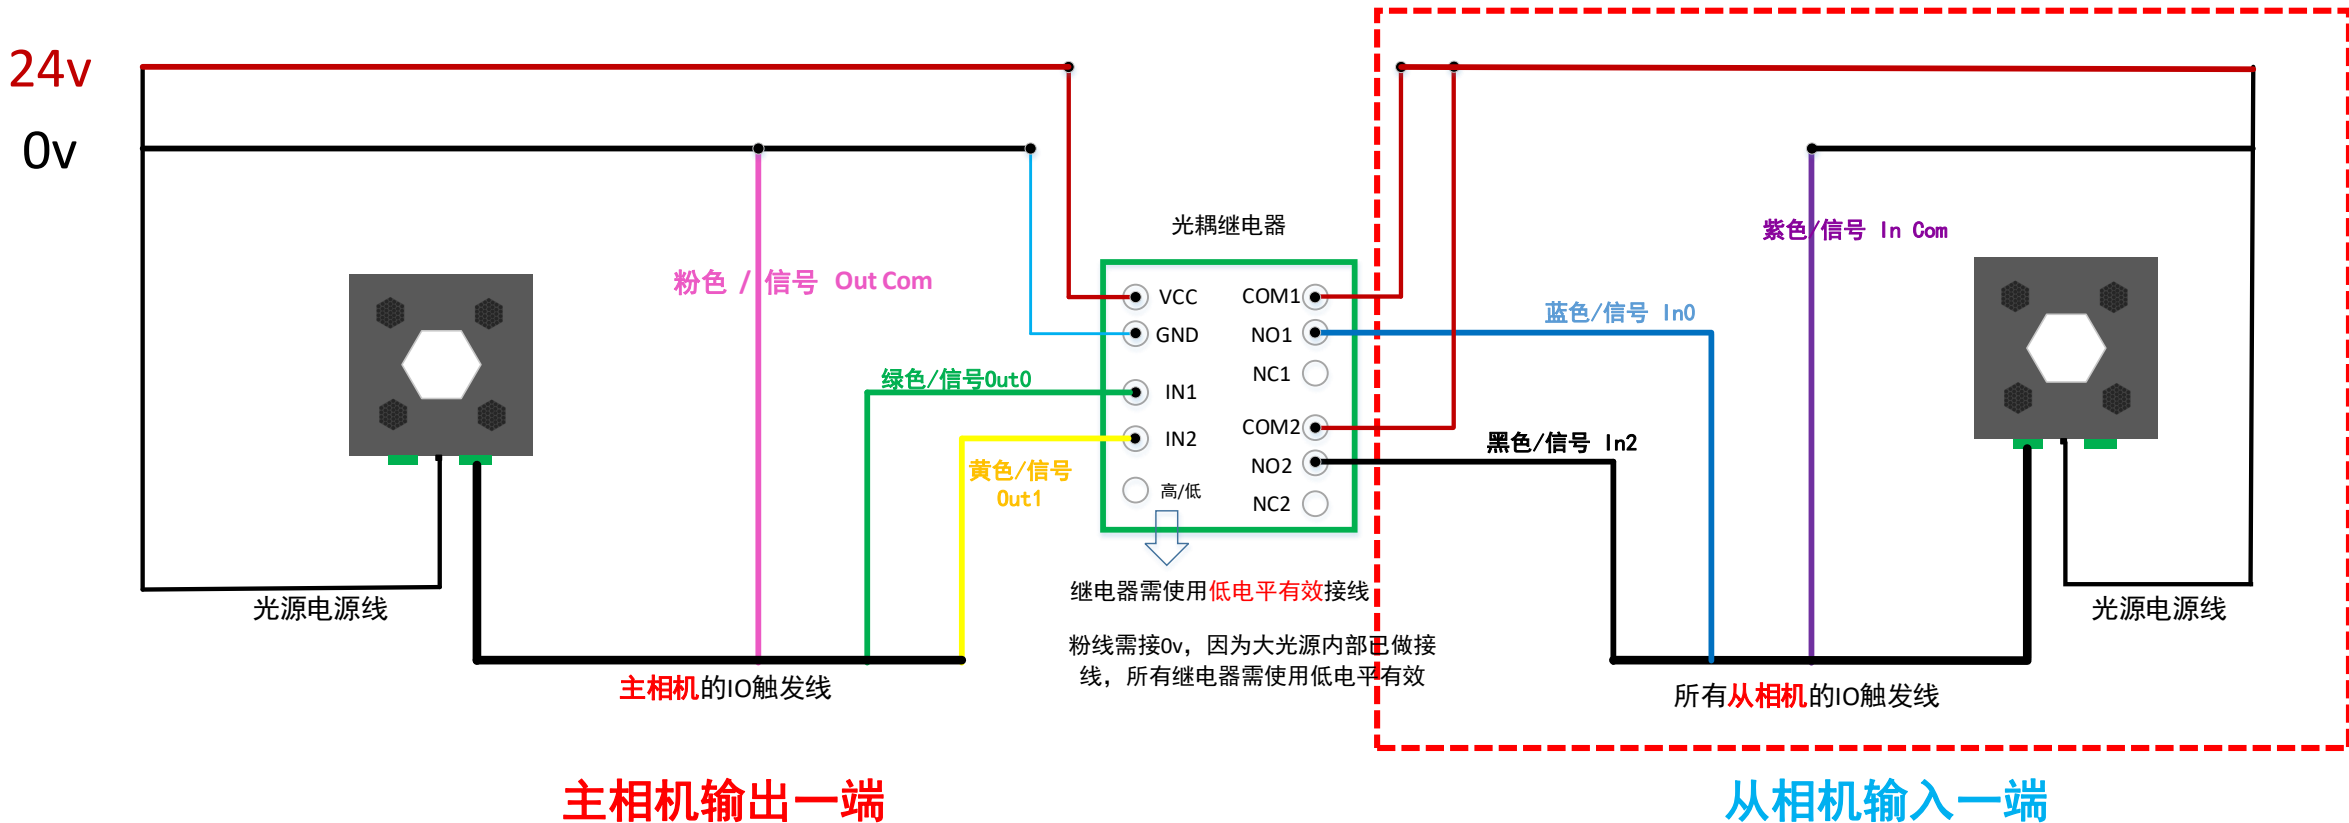 24v
0v
光耦继电器
粉色 / 信号 Out Com
紫色/信号 In Com
VCC
GND
IN1
IN2
高/低
COM1
NO1
NC1
COM2
NO2
NC2
绿色/信号Out0
黄色/信号
Out1
蓝色/信号 In0
黑色/信号 In2
继电器需使用低电平有效接线
粉线需接0v，因为大光源内部已做接
线，所有继电器需使用低电平有效
光源电源线
光源电源线
主相机的IO触发线
所有从相机的IO触发线
主相机输出一端
从相机输入一端